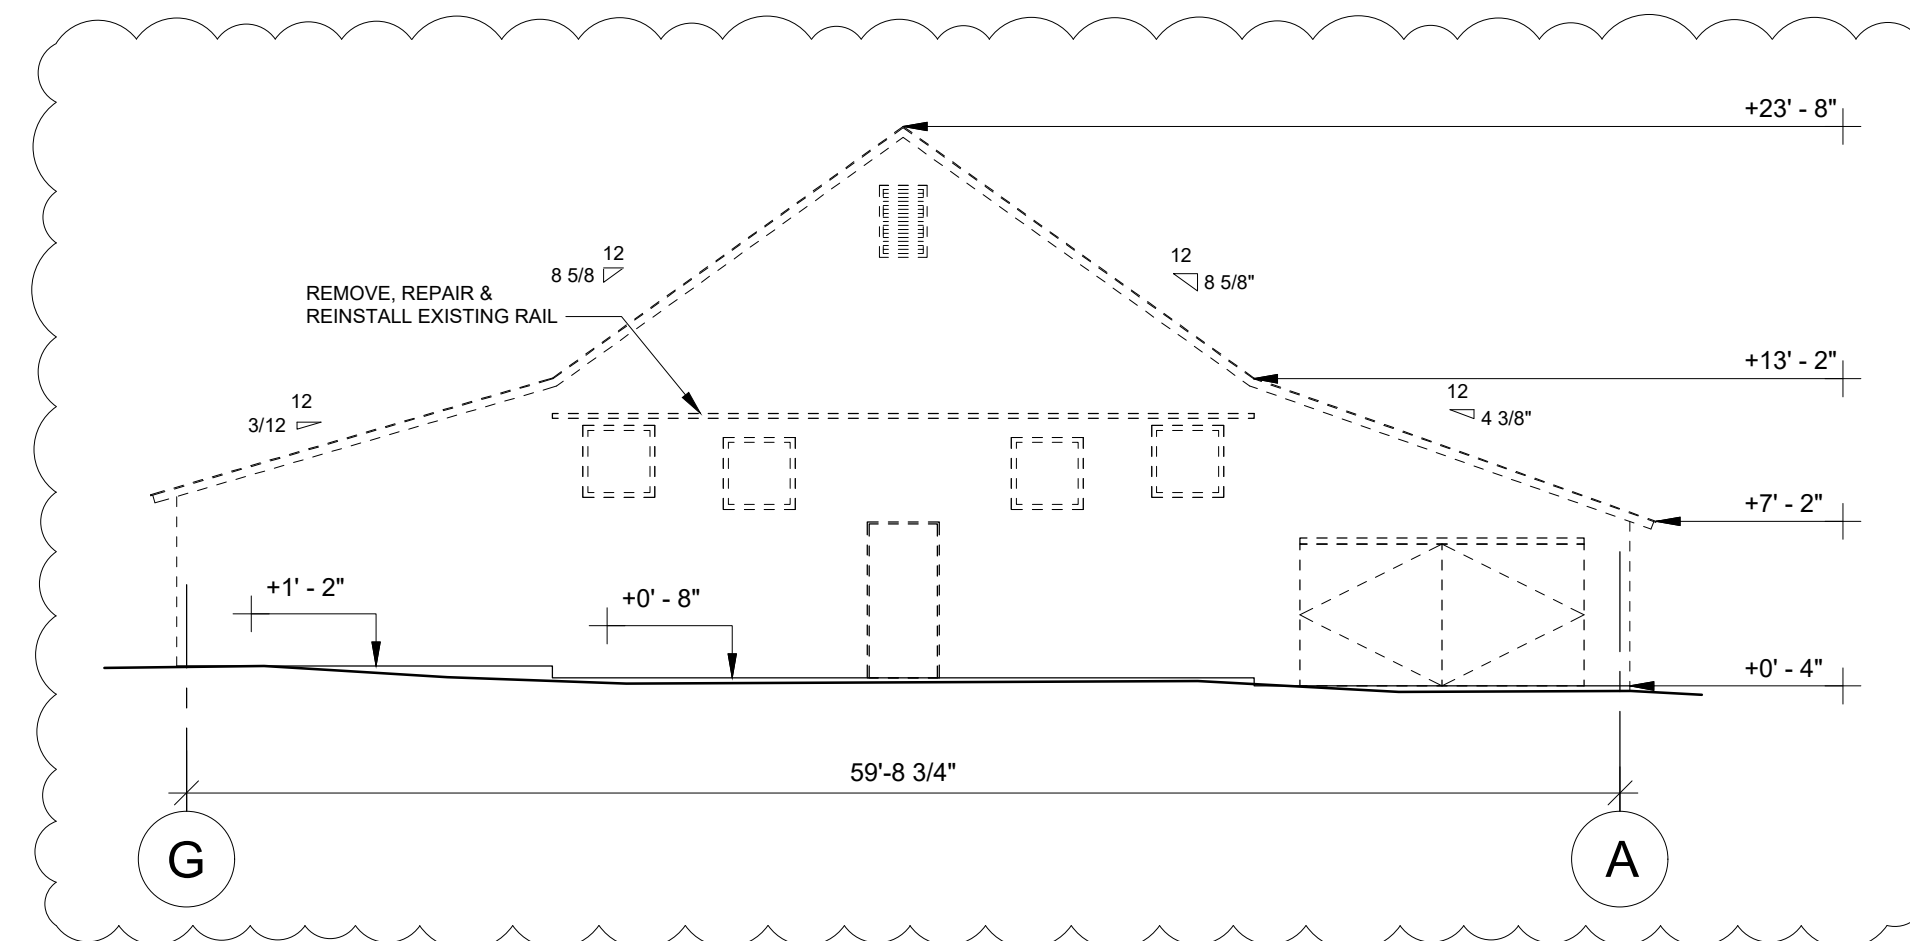 +23' - 8"
12
8 5/8
12
8 5/8"
REMOVE, REPAIR &
REINSTALL EXISTING RAIL
+13' - 2"
12
3/12
12
4 3/8"
+7' - 2"
+1' - 2"
+0' - 8"
+0' - 4"
59'-8 3/4"
G
A